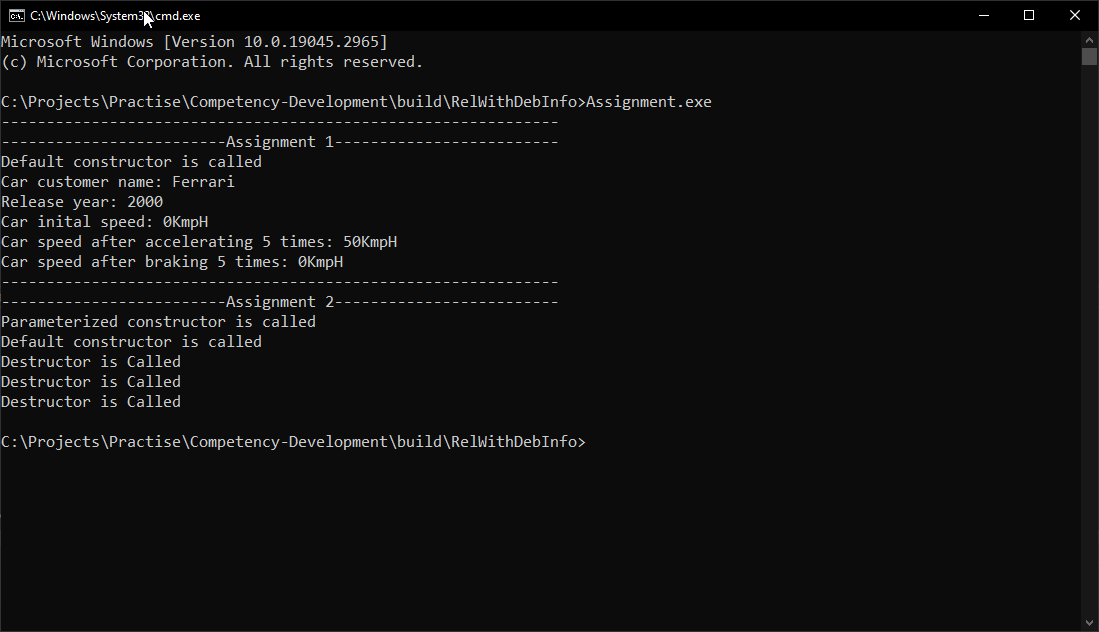 C:\Windows\System32\cmd.exe
Microsoft Windows [Version 10.0.19045.2965]
(c) Microsoft Corporation. All rights reserved.
C:\Projects\Practise\Competency-Development\build\RelWithDebInfo>Assignment.exe
--------------------------------------------------------------
-------------------------Assignment 1-------------------------
Default constructor is called
Car customer name: Ferrari
Release year: 2000
Car inital speed: 0KmpH
Car speed after accelerating 5 times: 50KmpH
Car speed after braking 5 times: 0KmpH
--------------------------------------------------------------
-------------------------Assignment 2-------------------------
Parameterized constructor is called
Default constructor is called
Destructor is Called
Destructor is Called
Destructor is Called
C:\Projects\Practise\Competency-Development\build\RelWithDebInfo>